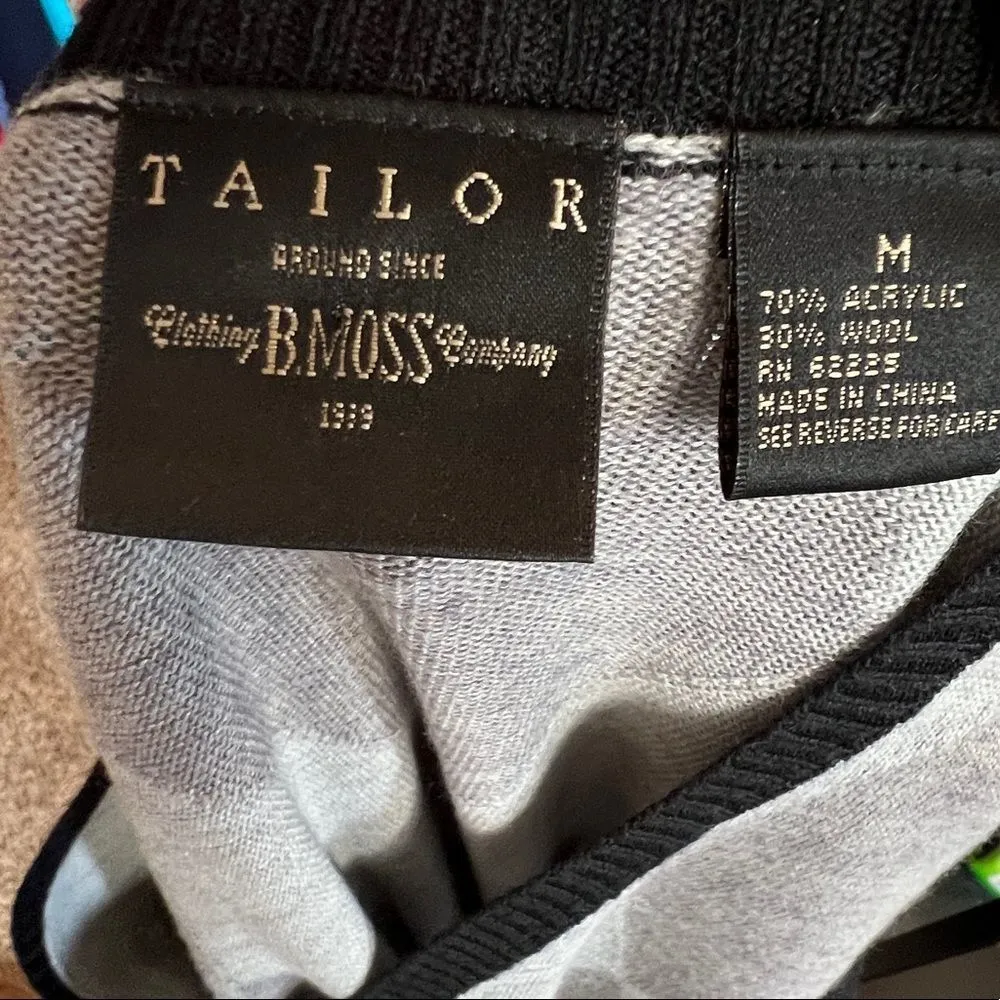 TAILOR
AROUND SINCE
Clothing B.MOSS Company
1939
M
70% ACRYLIC
30% WOOL
RN 62225
MADE IN CHINA
SEE REVERSE FOR CARE